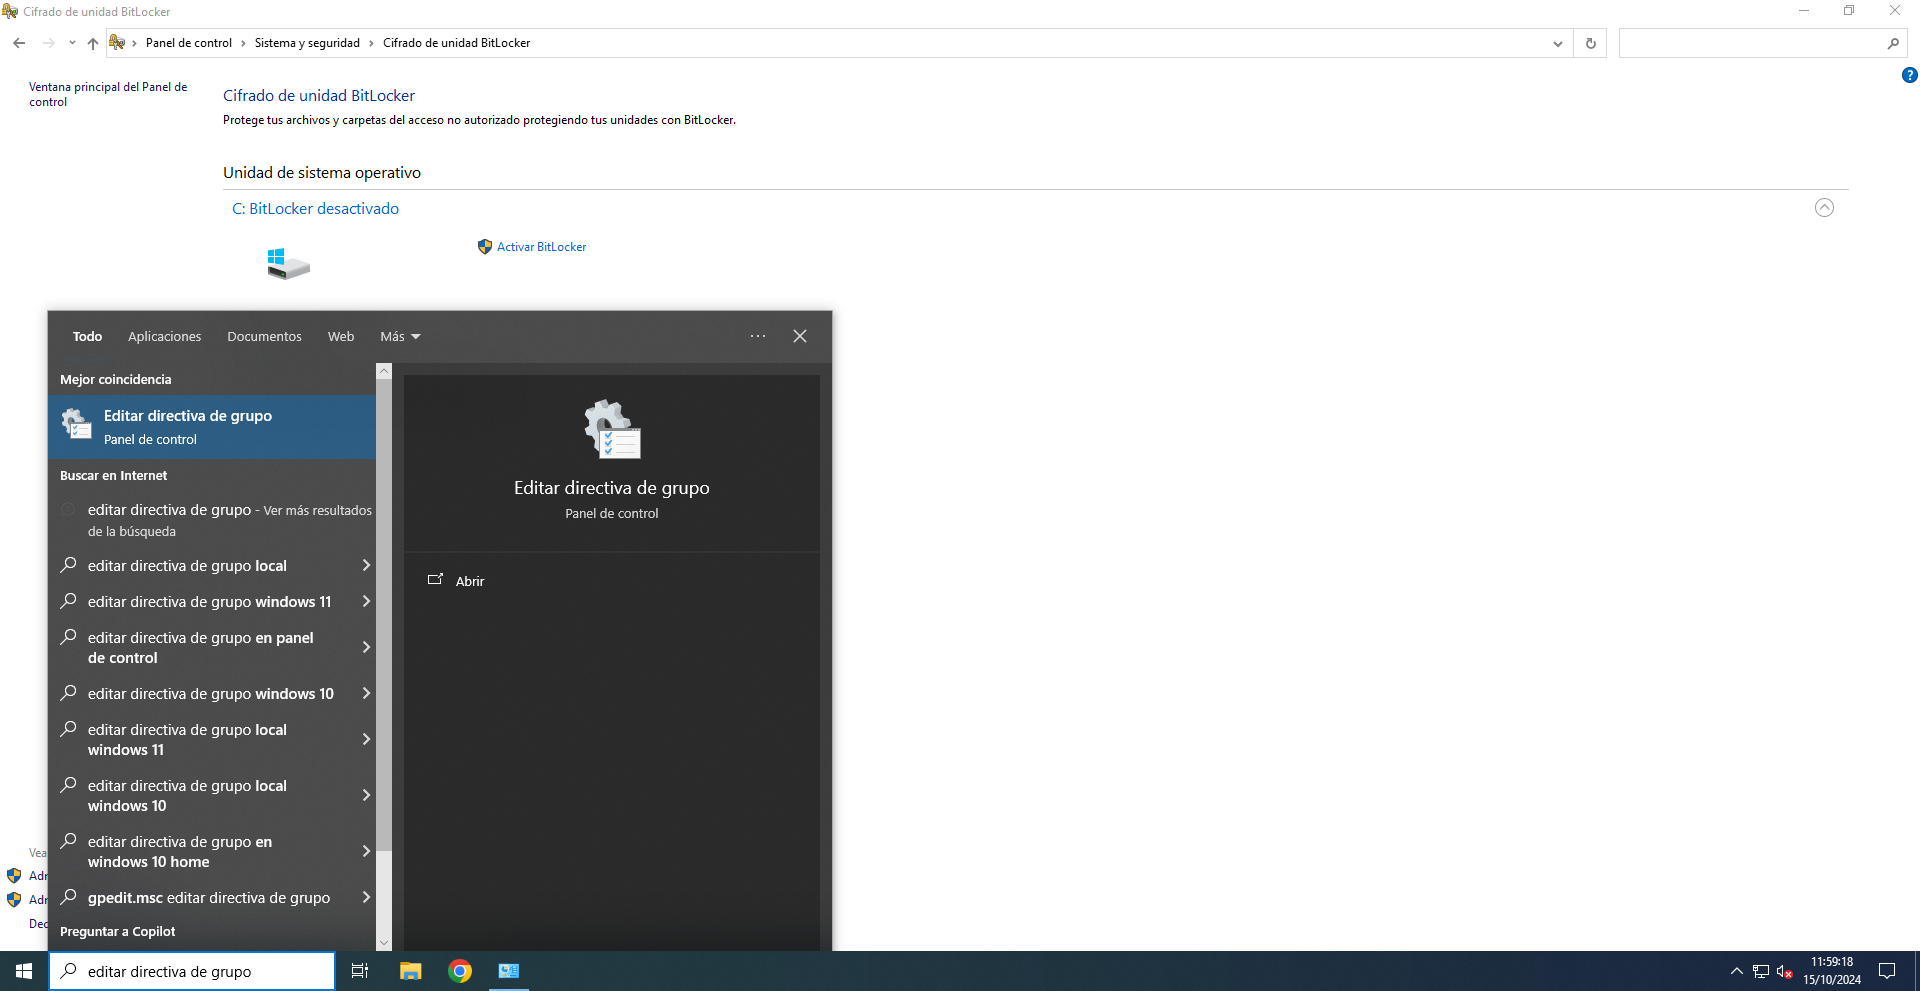 Cifrado de unidad BitLocker
Panel de control
Sistema y seguridad
Cifrado de unidad BitLocker
Ventana principal del Panel de
control
Cifrado de unidad BitLocker
Protege tus archivos y carpetas del acceso no autorizado protegiendo tus unidades con BitLocker.
Unidad de sistema operativo
C: BitLocker desactivado
Activar BitLocker
Todo
Aplicaciones
Documentos
Web
Más
Mejor coincidencia
Editar directiva de grupo
Panel de control
Buscar en Internet
editar directiva de grupo - Ver más resultados
de la búsqueda
editar directiva de grupo local
editar directiva de grupo windows 11
editar directiva de grupo en panel
de control
editar directiva de grupo windows 10
editar directiva de grupo local
windows 11
editar directiva de grupo local
windows 10
editar directiva de grupo en
windows 10 home
gpedit.msc editar directiva de grupo
Preguntar a Copilot
Editar directiva de grupo
Panel de control
Abrir
editar directiva de grupo
11:59:18
15/10/2024